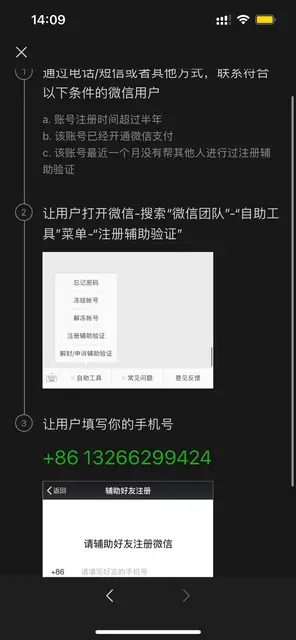 14:09
1
通过电话/短信或者其他方式，联系符合
以下条件的微信用户
a. 账号注册时间超过半年
b. 该账号已经开通微信支付
c. 该账号最近一个月没有帮其他人进行过注册辅
助验证
2
让用户打开微信-搜索“微信团队”-“自助工
具”菜单-“注册辅助验证”
忘记密码
冻结帐号
解冻帐号
注册辅助验证
解封/申诉辅助验证
自助工具 常见问题 意见反馈
3
让用户填写你的手机号
+86 13266299424
返回 辅助好友注册
请辅助好友注册微信
+86 请填写好友的手机号